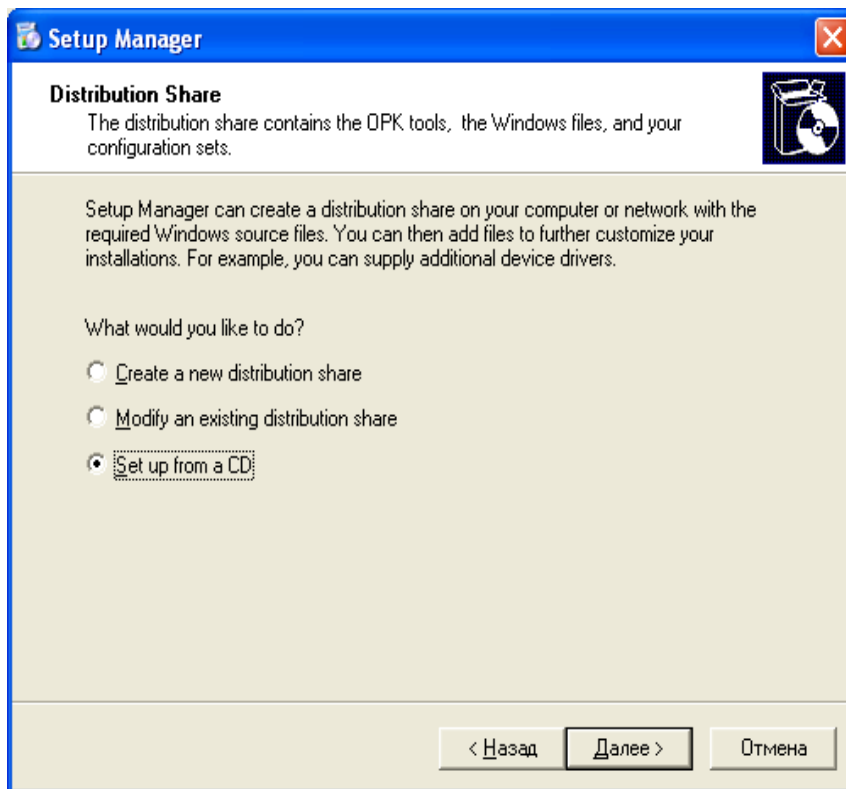 Setup Manager
Distribution Share
The distribution share contains the OPK tools, the Windows files, and your
configuration sets.
Setup Manager can create a distribution share on your computer or network with the
required Windows source files. You can then add files to further customize your
installations. For example, you can supply additional device drivers.
What would you like to do?
Create a new distribution share
Modify an existing distribution share
Set up from a CD
< Назад Далее > Отмена